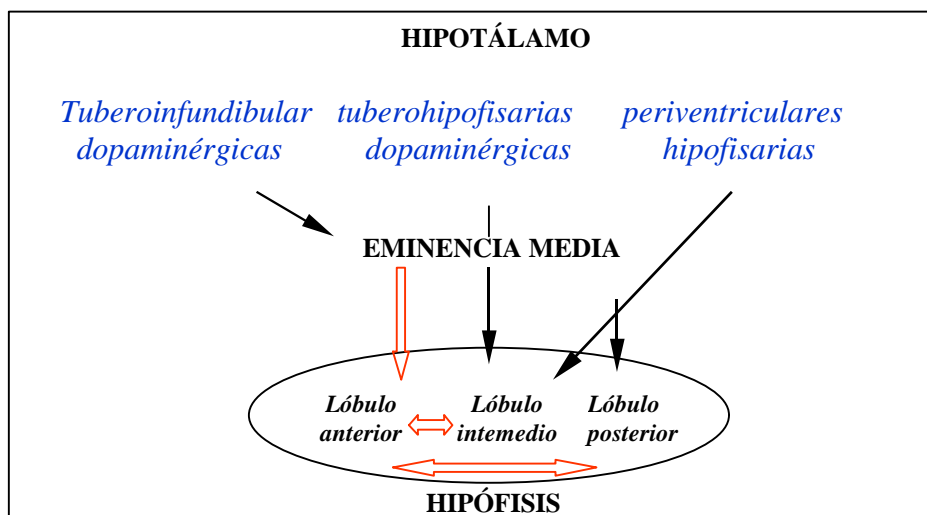 HIPOTÁLAMO
Tuberoinfundibular tuberohipofisarias periventriculares
dopaminérgicas dopaminérgicas hipofisarias
EMINENCIA MEDIA
Lóbulo Lóbulo Lóbulo
anterior intemedio posterior
HIPÓFISIS